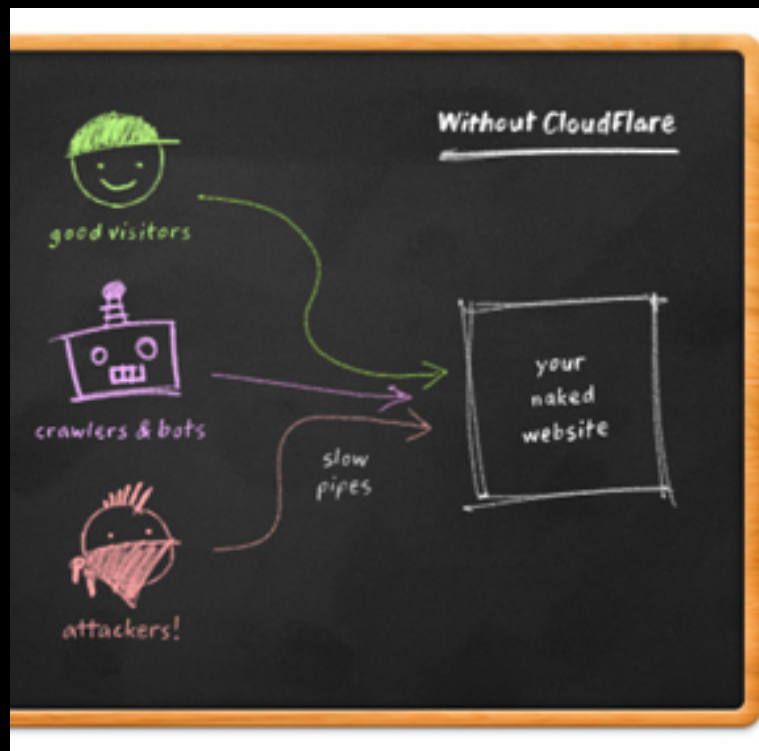 Without CloudFlare
good visitors
crawlers & bots
attackers!
slow
pipes
your
naked
website